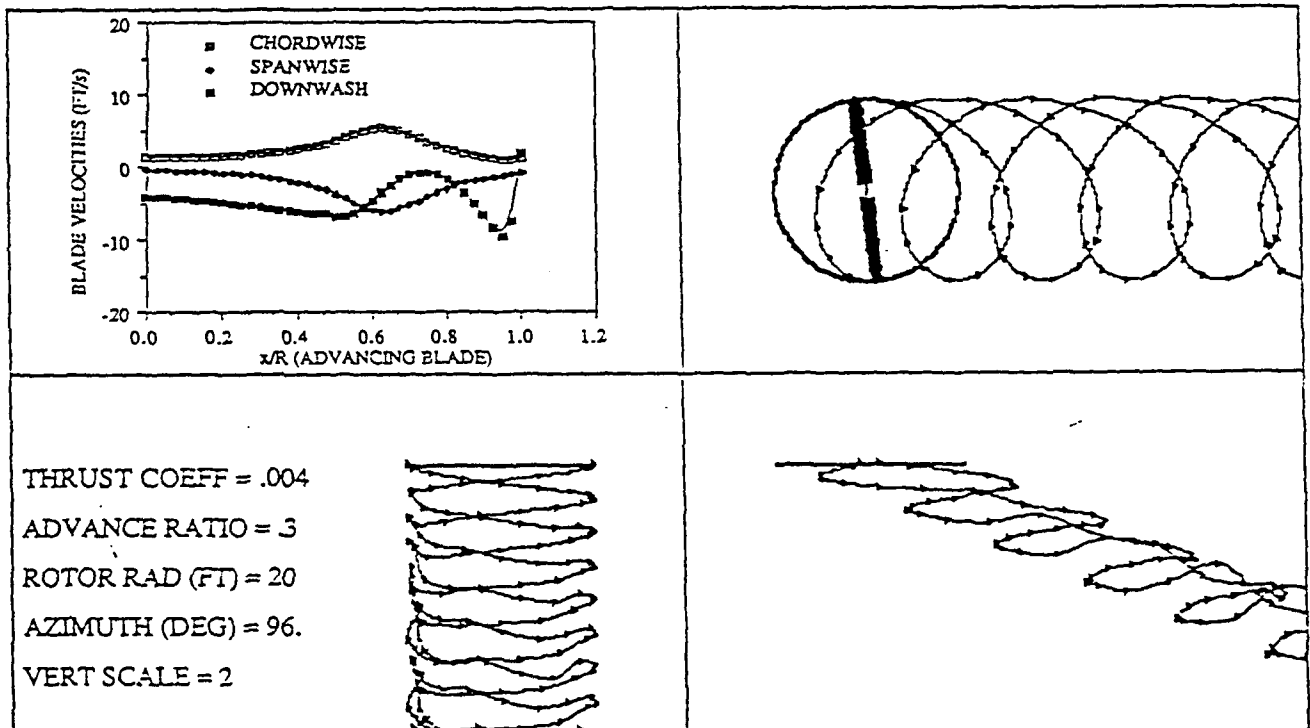 20
10
0
-10
-20
BLADE VELOCITIES (FT/s)
CHORDWISE
SPANWISE
DOWNWASH
0.0 0.2 0.4 0.6 0.8 1.0 1.2
x/R (ADVANCING BLADE)
THRUST COEFF = .004
ADVANCE RATIO = .3
ROTOR RAD (FT) = 20
AZIMUTH (DEG) = 96.
VERT SCALE = 2